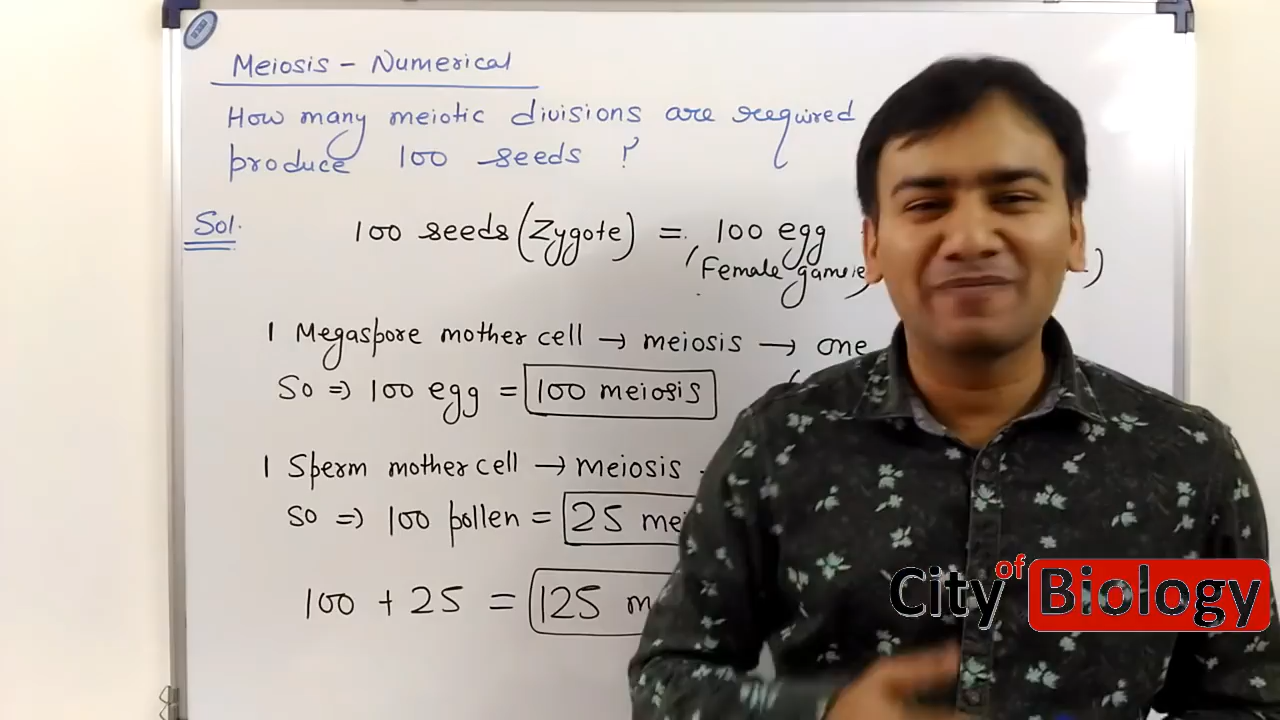 Meiosis - Numerical
How many meiotic divisions are required
produce 100 seeds ?
Sol.
100 seeds (Zygote) = 100 egg
(Female )
1 Megaspore mother cell → meiosis → one
So ⇒ 100 egg = 100 meiosis
1 Sperm mother cell → meiosis
So ⇒ 100 pollen = 25
100 + 25 = 125
City of Biology